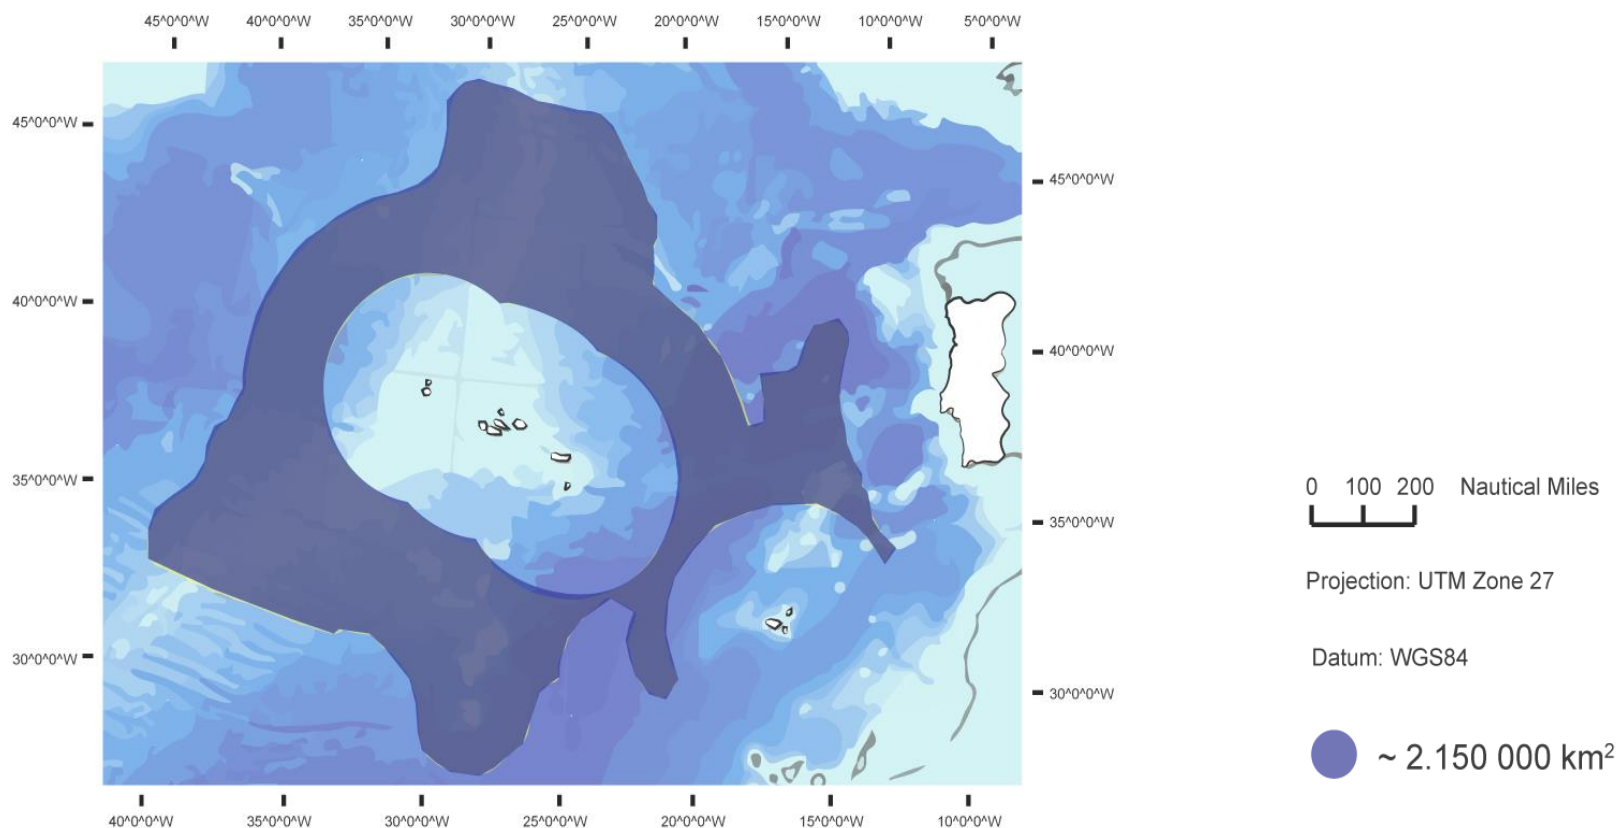 45^0^0^W 40^0^0^W 35^0^0^W 30^0^0^W 25^0^0^W 20^0^0^W 15^0^0^W 10^0^0^W 5^0^0^W
45^0^0^W
45^0^0^W
40^0^0^W
40^0^0^W
35^0^0^W
35^0^0^W
30^0^0^W
30^0^0^W
40^0^0^W 35^0^0^W 30^0^0^W 25^0^0^W 20^0^0^W 15^0^0^W 10^0^0^W
0 100 200 Nautical Miles
Projection: UTM Zone 27
Datum: WGS84
~ 2.150 000 km²